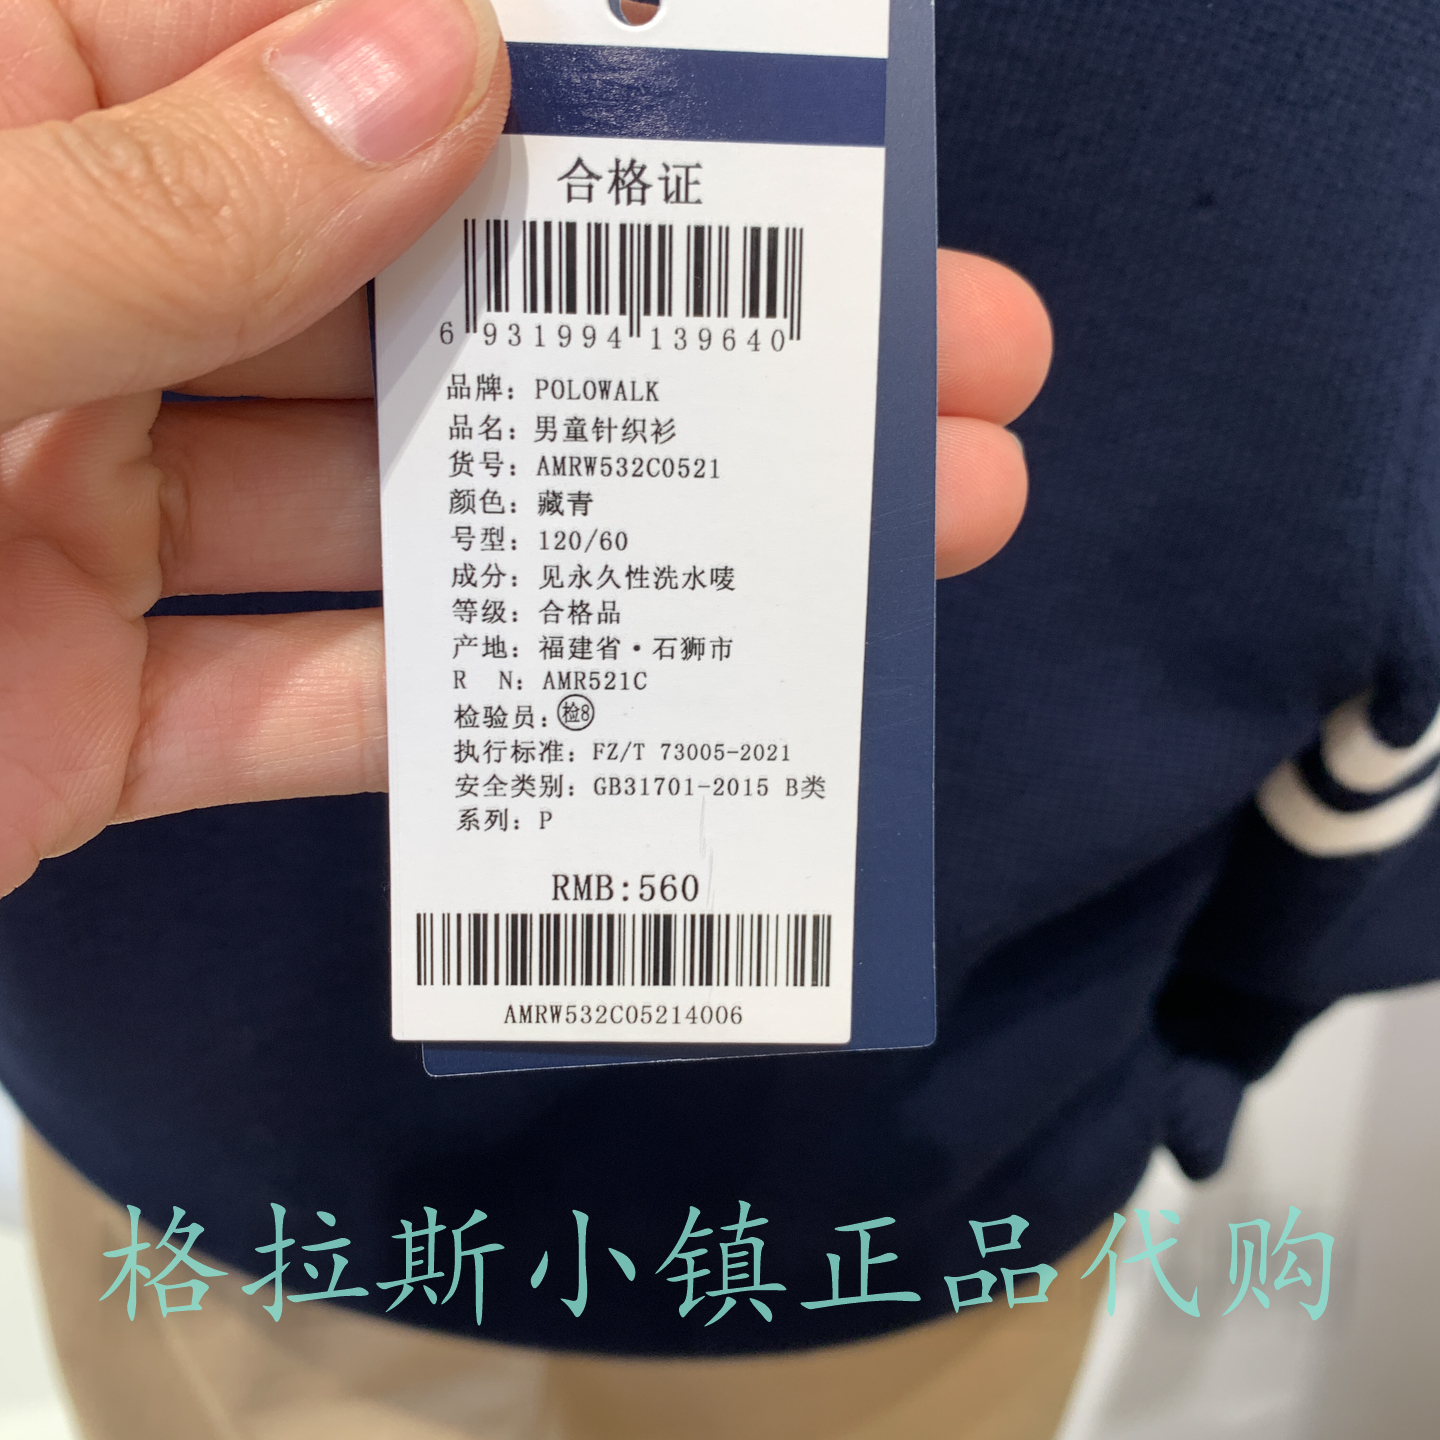 合格证
6 931994 139640
品牌：POLOWALK
品名：男童针织衫
货号：AMRW532C0521
颜色：藏青
号型：120/60
成分：见永久性洗水唛
等级：合格品
产地：福建省·石狮市
R N：AMR521C
检验员：检8
执行标准：FZ/T 73005-2021
安全类别：GB31701-2015 B类
系列：P
RMB:560
AMRW532C05214006
格拉斯小镇正品代购